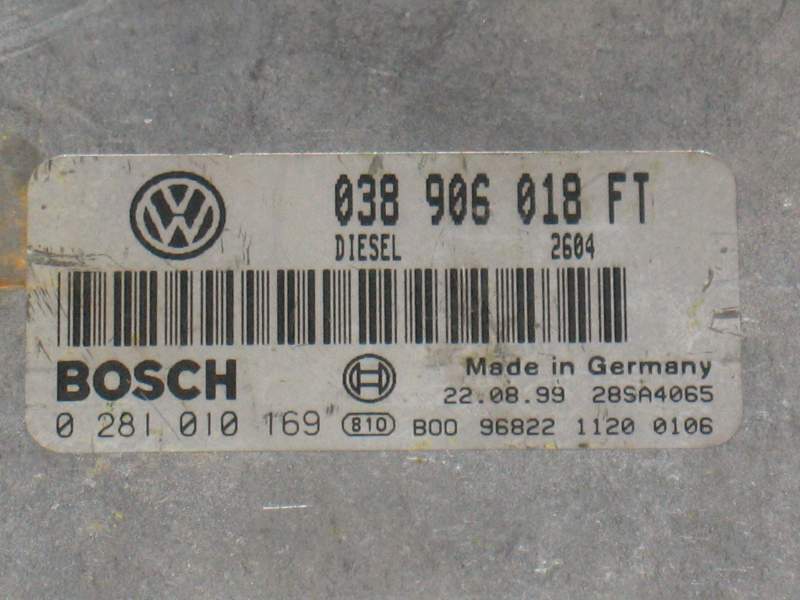 038 906 018 FT
DIESEL 2604
BOSCH
Made in Germany
22.08.99 28SA4065
0 281 010 169 810 B00 96822 1120 0106